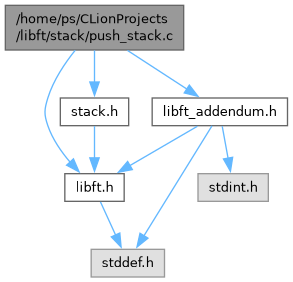 /home/ps/CLionProjects
/libft/stack/push_stack.c
stack.h
libft_addendum.h
libft.h
stdint.h
stddef.h